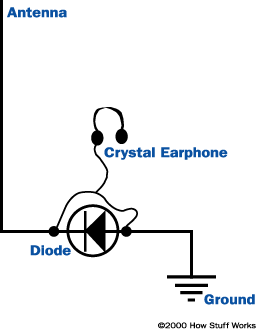 Antenna
Crystal Earphone
Diode
Ground
©2000 How Stuff Works